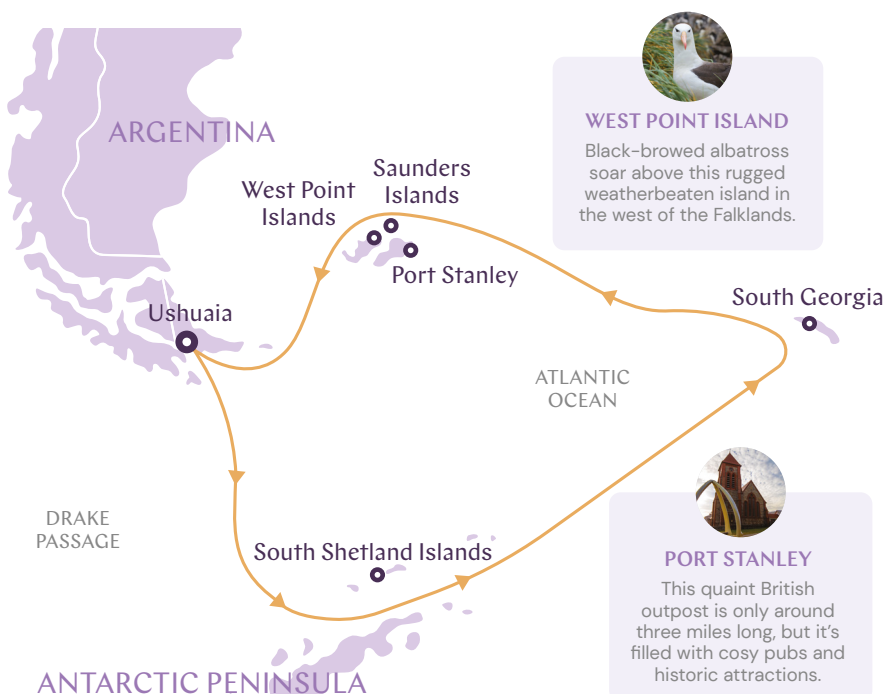 ARGENTINA
WEST POINT ISLAND
Black-browed albatross
soar above this rugged
weatherbeaten island in
the west of the Falklands.
Saunders
Islands
West Point
Islands
Port Stanley
South Georgia
Ushuaia
ATLANTIC
OCEAN
DRAKE
PASSAGE
South Shetland Islands
PORT STANLEY
This quaint British
outpost is only around
three miles long, but it's
filled with cosy pubs and
historic attractions.
ANTARCTIC PENINSULA